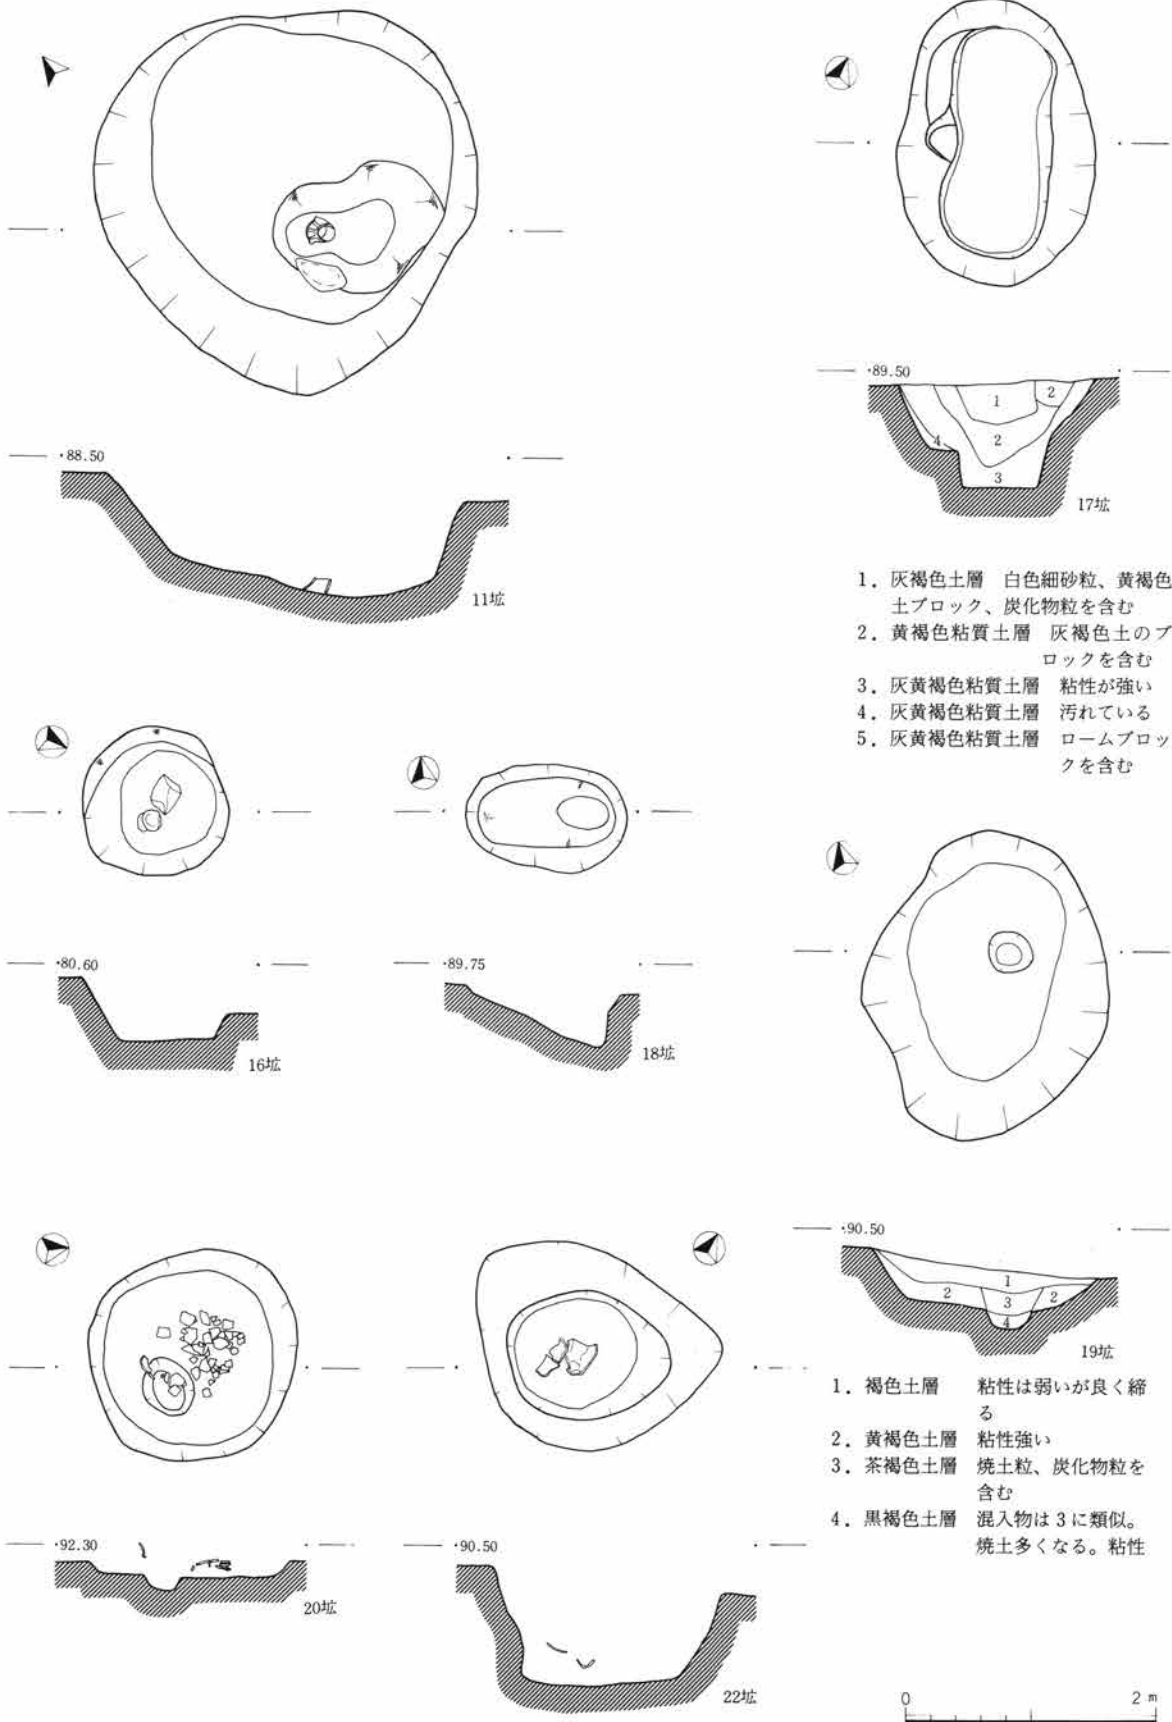 88.50
11坑
89.50
1
2
2
4
3
17坑
1．灰褐色土層　白色細砂粒、黄褐色
土ブロック、炭化物粒を含む
2．黄褐色粘質土層　灰褐色土のブ
ロックを含む
3．灰黄褐色粘質土層　粘性が強い
4．灰黄褐色粘質土層　汚れている
5．灰黄褐色粘質土層　ロームブロッ
クを含む
80.60
16坑
89.75
18坑
90.50
1
2
3
2
4
19坑
1．褐色土層　粘性は弱いが良く締
る
2．黄褐色土層　粘性強い
3．茶褐色土層　焼土粒、炭化物粒を
含む
4．黒褐色土層　混入物は3に類似。
焼土多くなる。粘性
92.30
20坑
90.50
22坑
0 2m